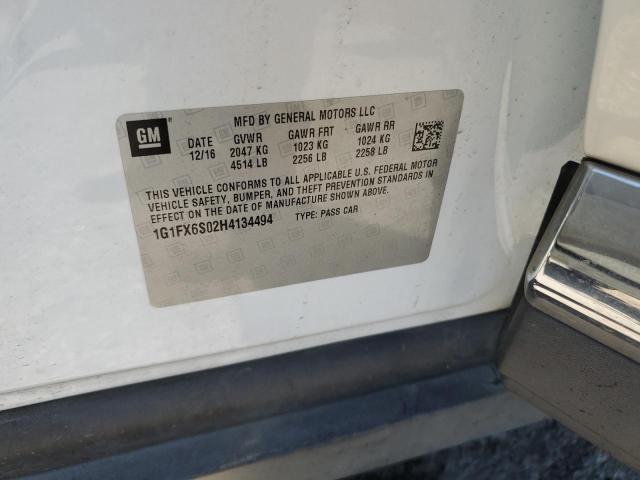 MFD BY GENERAL MOTORS LLC
GM
DATE GVWR GAWR FRT GAWR RR
12/16 2047 KG 1023 KG 1024 KG
4514 LB 2256 LB 2258 LB
THIS VEHICLE CONFORMS TO ALL APPLICABLE U.S. FEDERAL MOTOR
VEHICLE SAFETY, BUMPER, AND THEFT PREVENTION STANDARDS IN
EFFECT ON THE DATE OF MANUFACTURE SHOWN ABOVE.
1G1FX6S02H4134494 TYPE: PASS CAR